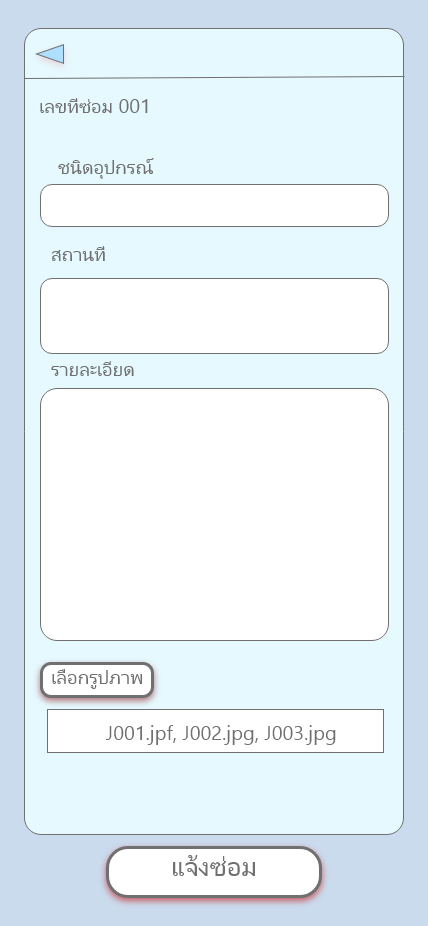 เลขที่ซ่อม 001
ชนิดอุปกรณ์
สถานที่
รายละเอียด
เลือกรูปภาพ
J001.jpf, J002.jpg, J003.jpg
แจ้งซ่อม